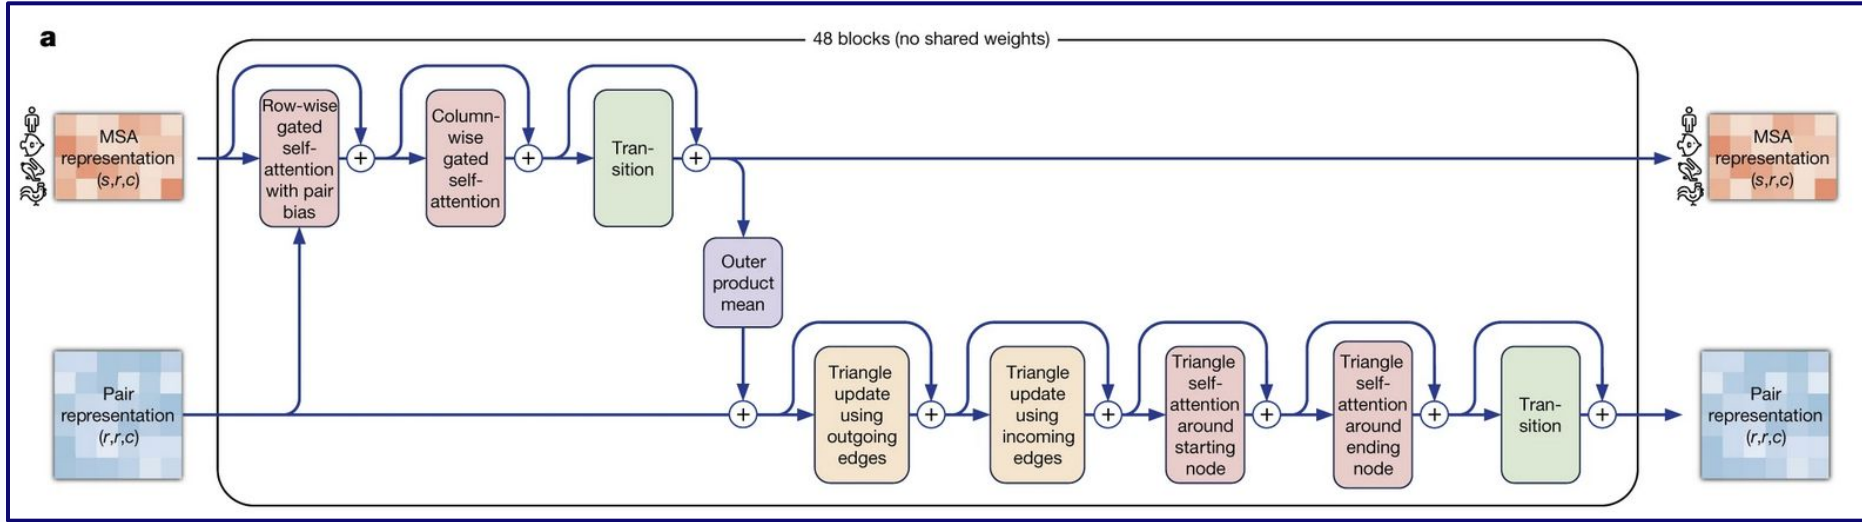 a
48 blocks (no shared weights)
MSA
representation
(s,r,c)
Row-wise
gated
self-
attention
with pair
bias
+
Column-
wise
gated
self-
attention
+
Tran-
sition
+
MSA
representation
(s,r,c)
Outer
product
mean
Pair
representation
(r,r,c)
+
Triangle
update
using
outgoing
edges
+
Triangle
update
using
incoming
edges
+
Triangle
self-
attention
around
starting
node
+
Triangle
self-
attention
around
ending
node
+
Tran-
sition
+
Pair
representation
(r,r,c)